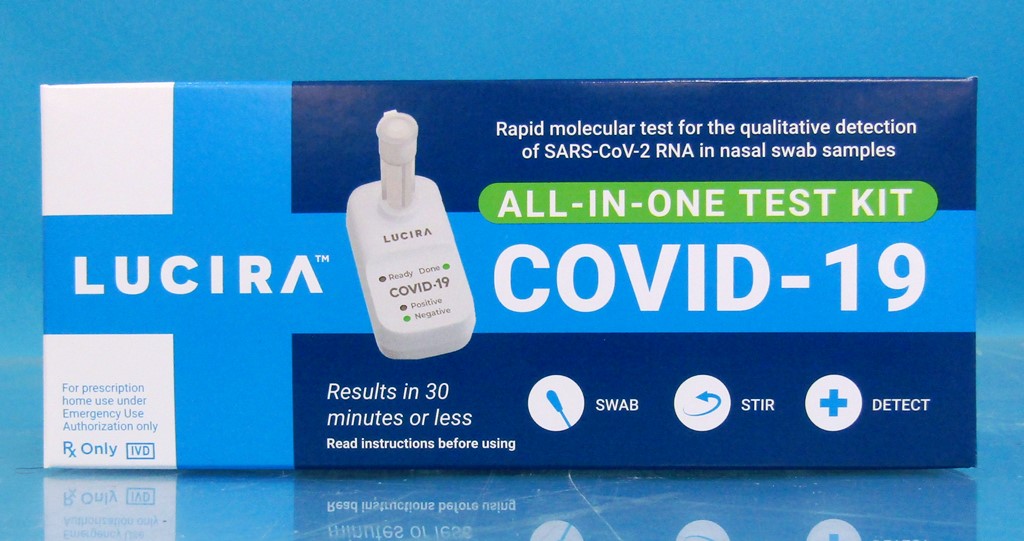 LUCIRA™
For prescription
home use under
Emergency Use
Authorization only
Rx Only IVD
LUCIRA
Ready Done
COVID-19
Positive
Negative
Results in 30
minutes or less
Read instructions before using
Rapid molecular test for the qualitative detection
of SARS-CoV-2 RNA in nasal swab samples
ALL-IN-ONE TEST KIT
COVID-19
SWAB STIR DETECT